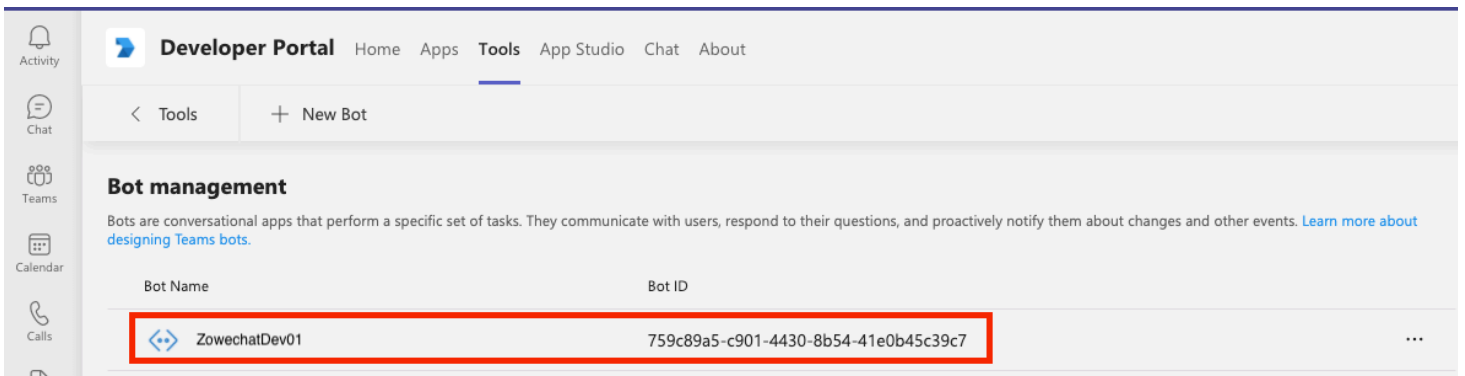 Activity
Chat
Teams
Calendar
Calls
Developer Portal Home Apps Tools App Studio Chat About
< Tools + New Bot
Bot management
Bots are conversational apps that perform a specific set of tasks. They communicate with users, respond to their questions, and proactively notify them about changes and other events. Learn more about
designing Teams bots.
Bot Name Bot ID
ZowechatDev01 759c89a5-c901-4430-8b54-41e0b45c39c7 ...